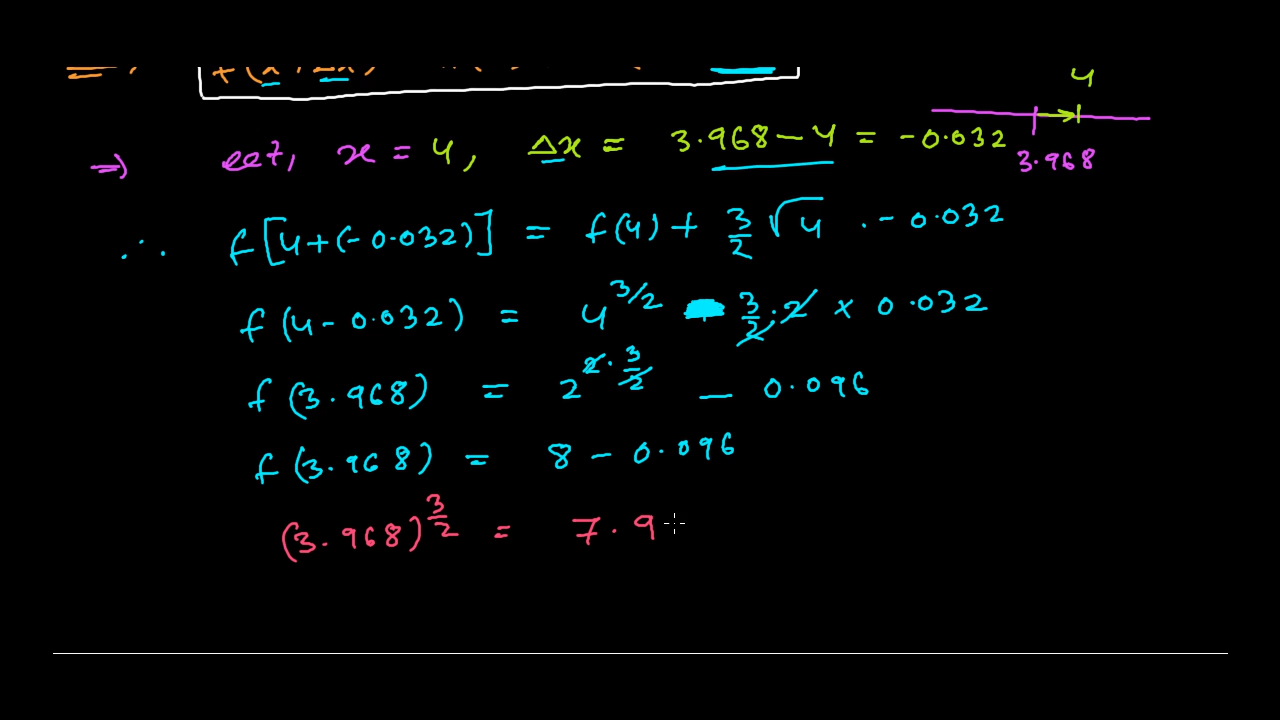 4
⇒ let, x = 4, Δx = 3.968 − 4 = −0.032
3.968
∴ f[4+(−0.032)] = f(4) + 3/2 √4 . −0.032
f(4−0.032) = 4^3/2 − 3/2 . 2 × 0.032
f(3.968) = 2^2 . 3/2 − 0.096
f(3.968) = 8 − 0.096
(3.968)^3/2 = 7.9